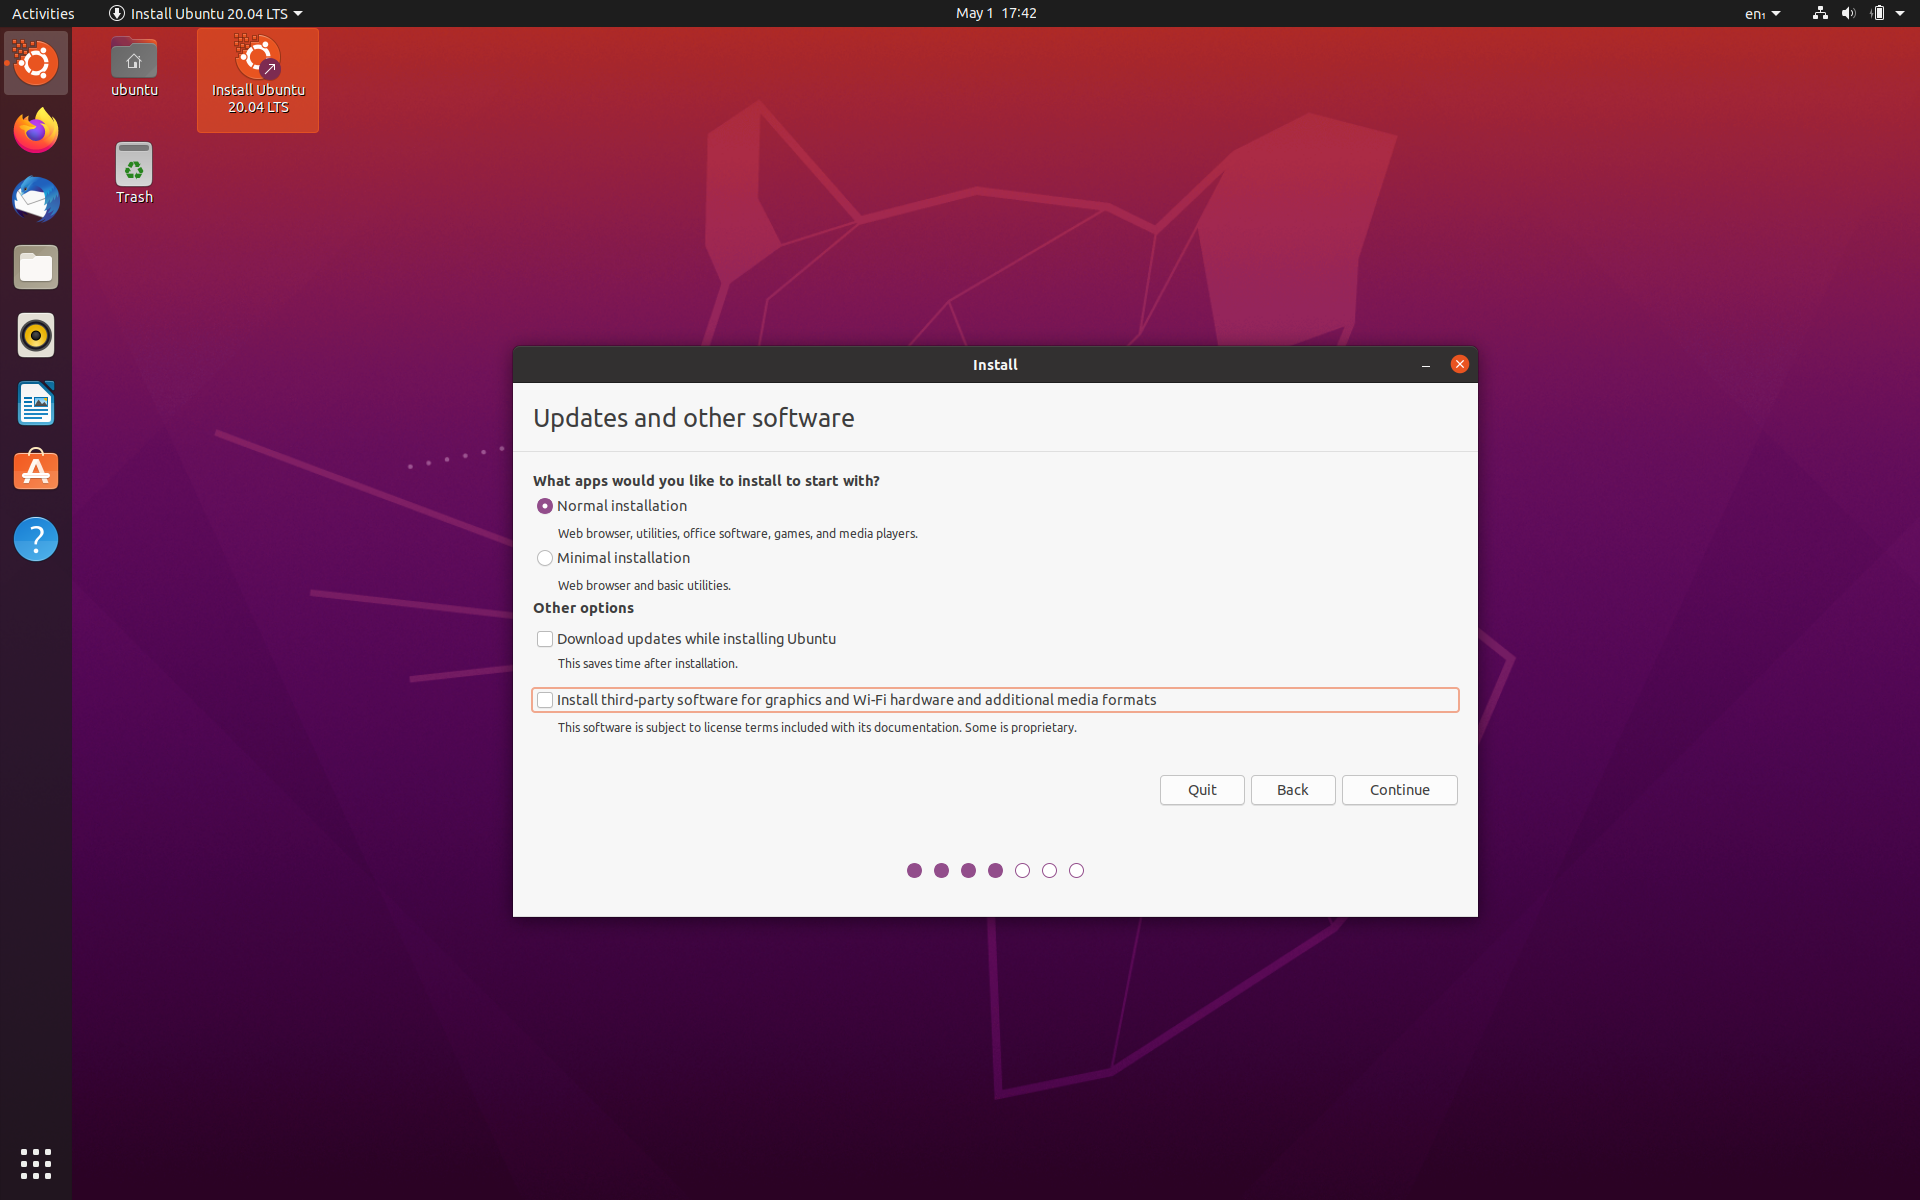 Activities
Install Ubuntu 20.04 LTS
May 1 17:42
en₁
ubuntu
Install Ubuntu
20.04 LTS
Trash
Install
Updates and other software
What apps would you like to install to start with?
Normal installation
Web browser, utilities, office software, games, and media players.
Minimal installation
Web browser and basic utilities.
Other options
Download updates while installing Ubuntu
This saves time after installation.
Install third-party software for graphics and Wi-Fi hardware and additional media formats
This software is subject to license terms included with its documentation. Some is proprietary.
Quit
Back
Continue